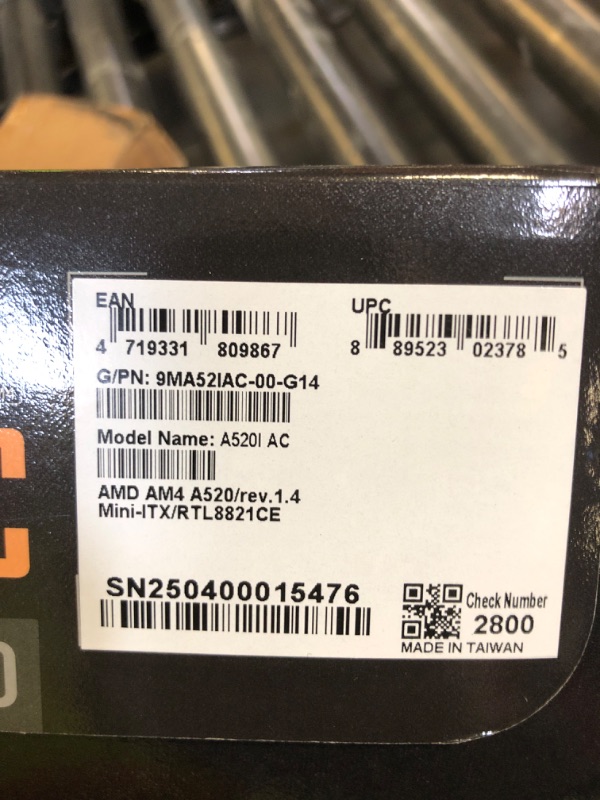 EAN
UPC
4 719331 809867
8 89523 02378 5
G/PN: 9MA52IAC-00-G14
Model Name: A520I AC
AMD AM4 A520/rev.1.4
Mini-ITX/RTL8821CE
SN250400015476
Check Number
2800
MADE IN TAIWAN